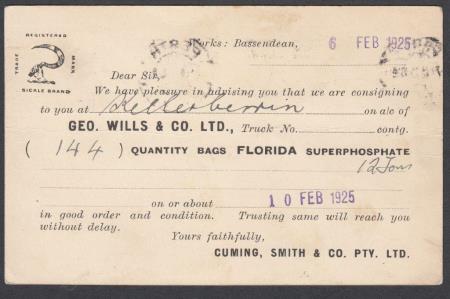 REGISTERED
TRADE MARK
SICKLE BRAND
Works: Bassendean, 6 FEB 1925
Dear Sir,
We have pleasure in advising you that we are consigning
to you at Kellerberrin on a/c of
GEO. WILLS & CO. LTD., Truck No. contg.
( 144 ) QUANTITY BAGS FLORIDA SUPERPHOSPHATE
12 Tons
on or about 10 FEB 1925
in good order and condition. Trusting same will reach you
without delay.
Yours faithfully,
CUMING, SMITH & CO. PTY. LTD.